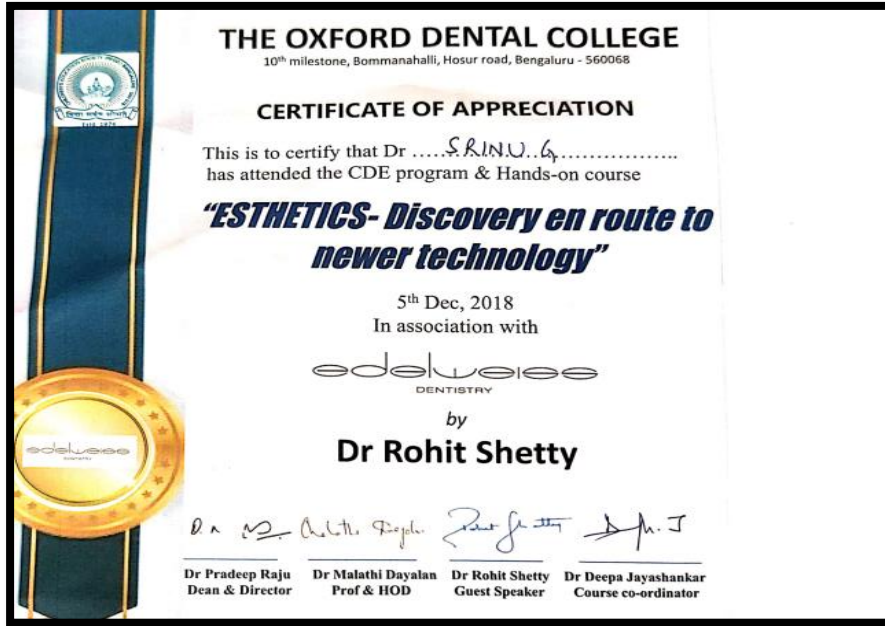 THE OXFORD DENTAL COLLEGE
10th milestone, Bommanahalli, Hosur road, Bengaluru - 560068
CERTIFICATE OF APPRECIATION
This is to certify that Dr ......SRINU G..................
has attended the CDE program & Hands-on course
"ESTHETICS- Discovery en route to
newer technology"
5th Dec, 2018
In association with
edelweiss
DENTISTRY
by
Dr Rohit Shetty
edelweiss
DENTISTRY
Dr Pradeep Raju
Dean & Director
Dr Malathi Dayalan
Prof & HOD
Dr Rohit Shetty
Guest Speaker
Dr Deepa Jayashankar
Course co-ordinator